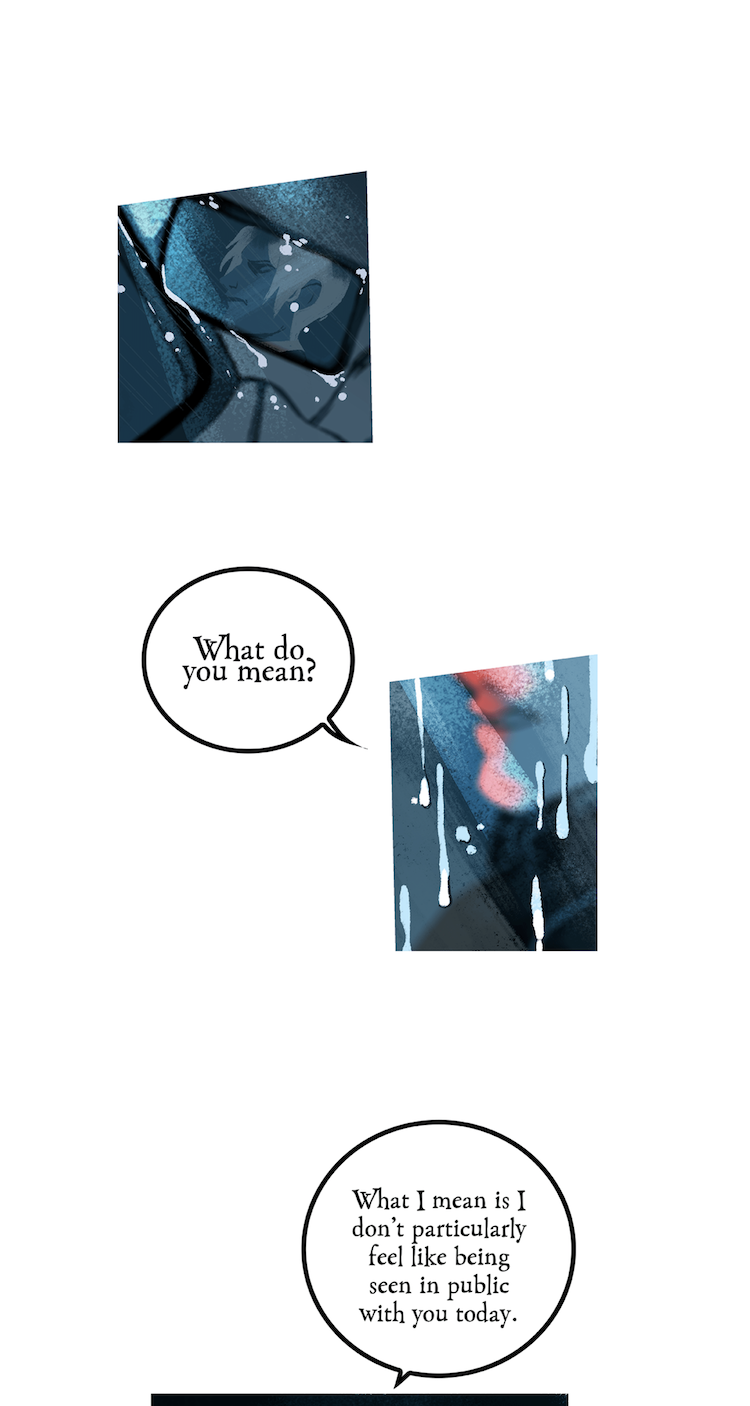 What do
you mean?
What I mean is I
don't particularly
feel like being
seen in public
with you today.